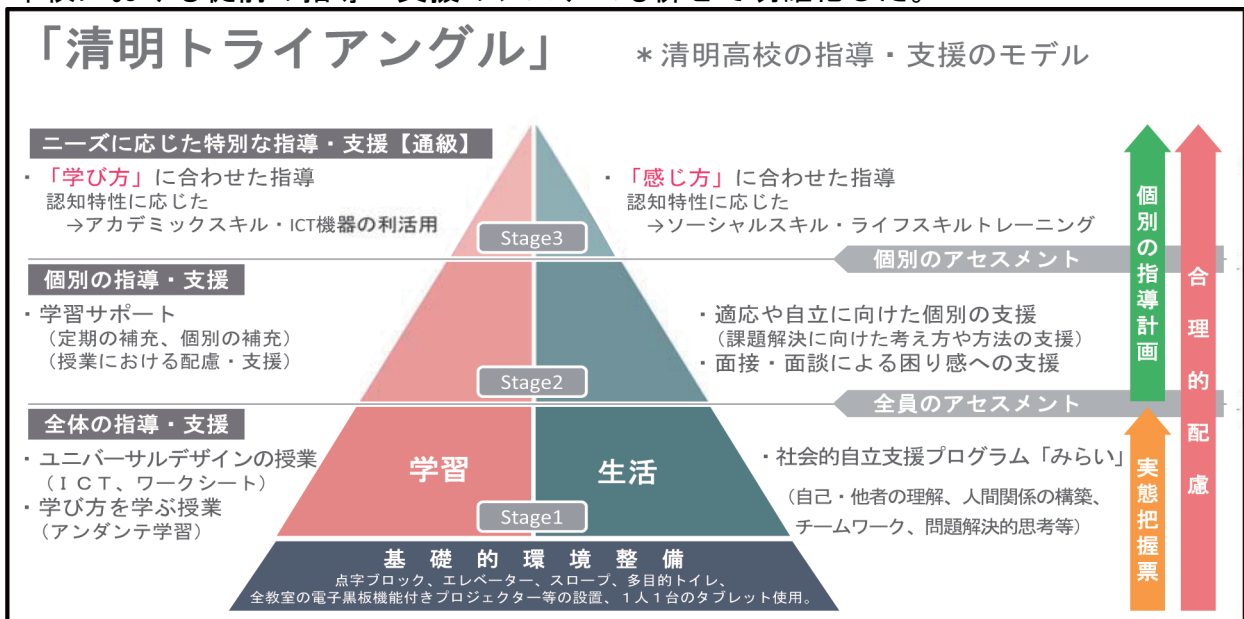 「清明トライアングル」
＊清明高校の指導・支援のモデル
ニーズに応じた特別な指導・支援【通級】
・「学び方」に合わせた指導
認知特性に応じた
→アカデミックスキル・ICT機器の利活用
・「感じ方」に合わせた指導
認知特性に応じた
→ソーシャルスキル・ライフスキルトレーニング
Stage3
個別のアセスメント
個別の指導・支援
・学習サポート
（定期の補充、個別の補充）
（授業における配慮・支援）
・適応や自立に向けた個別の支援
（課題解決に向けた考え方や方法の支援）
・面接・面談による困り感への支援
Stage2
全員のアセスメント
全体の指導・支援
・ユニバーサルデザインの授業
（ＩＣＴ、ワークシート）
・学び方を学ぶ授業
（アンダンテ学習）
学習
生活
・社会的自立支援プログラム「みらい」
（自己・他者の理解、人間関係の構築、
チームワーク、問題解決的思考等）
Stage1
基礎的環境整備
点字ブロック、エレベーター、スロープ、多目的トイレ、
全教室の電子黒板機能付きプロジェクター等の設置、１人１台のタブレット使用。
個別の指導計画
実態把握票
合理的配慮